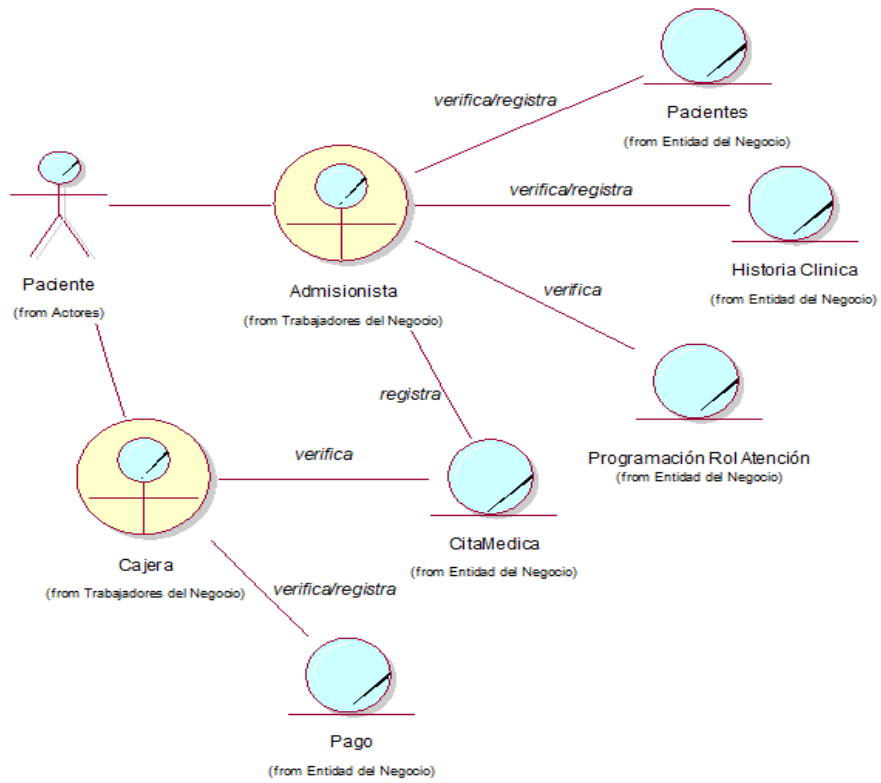 verifica/registra
Pacientes
(from Entidad del Negocio)
verifica/registra
Historia Clinica
(from Entidad del Negocio)
Paciente
(from Actores)
Admisionista
(from Trabajadores del Negocio)
verifica
registra
Programación Rol Atención
(from Entidad del Negocio)
verifica
CitaMedica
(from Entidad del Negocio)
Cajera
(from Trabajadores del Negocio)
verifica/registra
Pago
(from Entidad del Negocio)